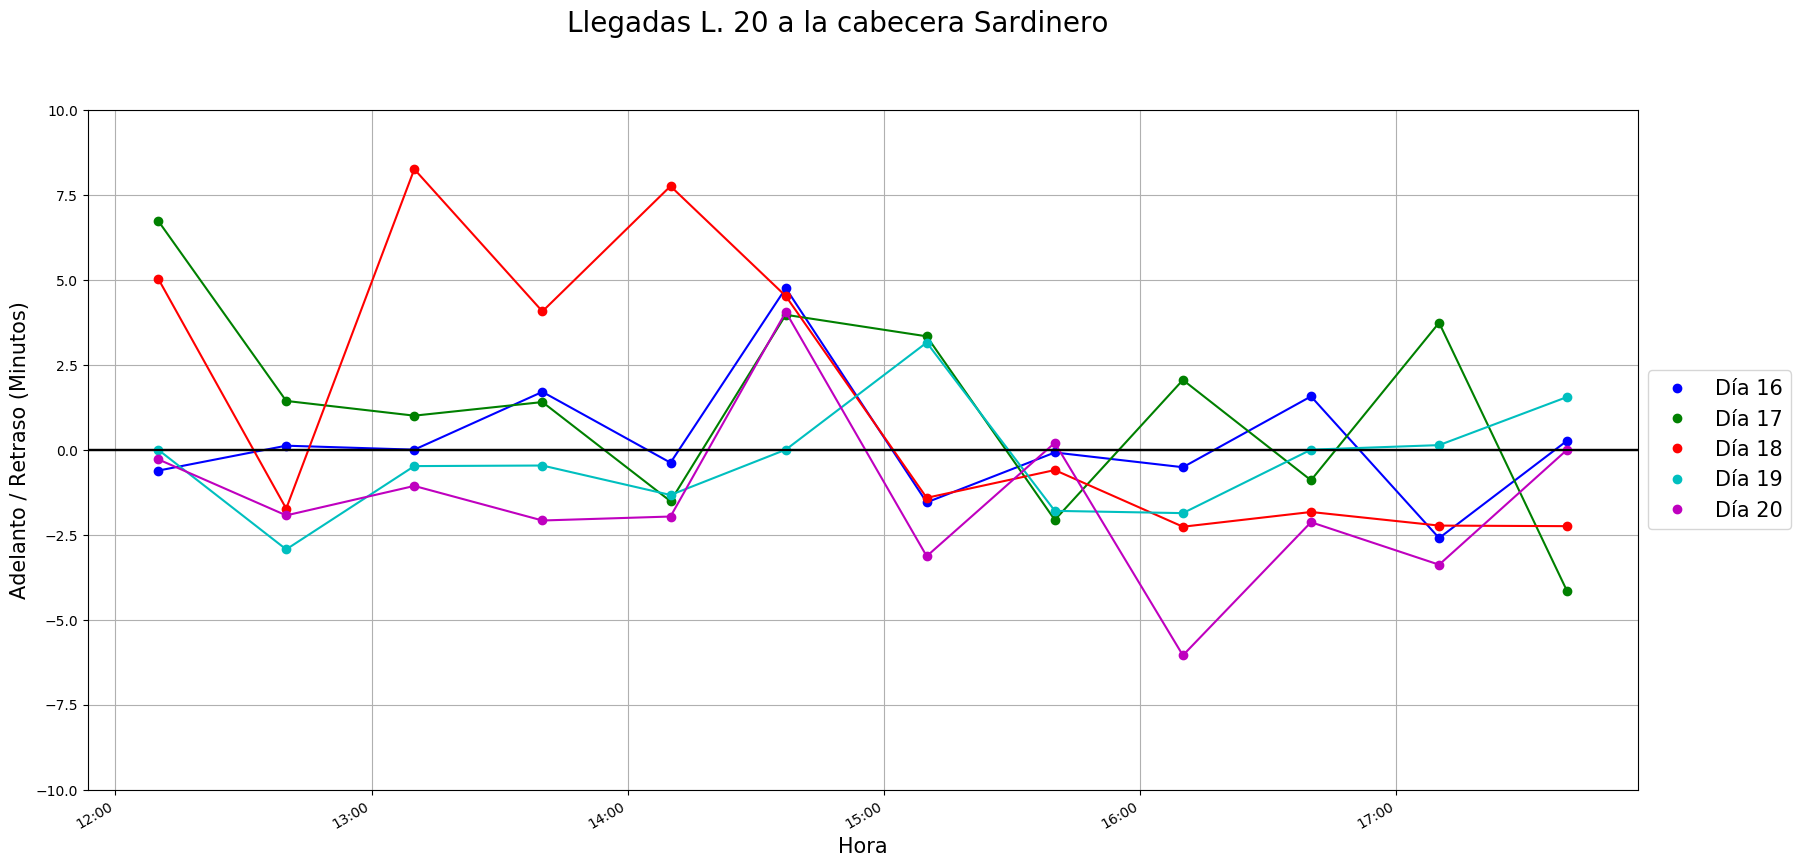 Llegadas L. 20 a la cabecera Sardinero
Adelanto / Retraso (Minutos)
10.0
7.5
5.0
2.5
0.0
−2.5
−5.0
−7.5
−10.0
12:00
13:00
14:00
15:00
16:00
17:00
Hora
Día 16
Día 17
Día 18
Día 19
Día 20